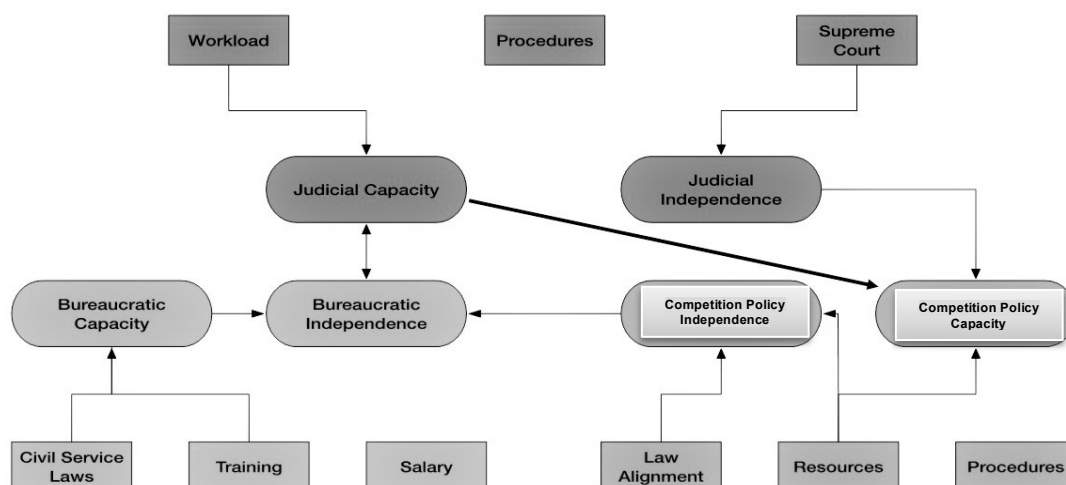 Workload
Procedures
Supreme
Court
Judicial Capacity
Judicial
Independence
Bureaucratic
Capacity
Bureaucratic
Independence
Competition Policy
Independence
Competition Policy
Capacity
Civil Service
Laws
Training
Salary
Law
Alignment
Resources
Procedures